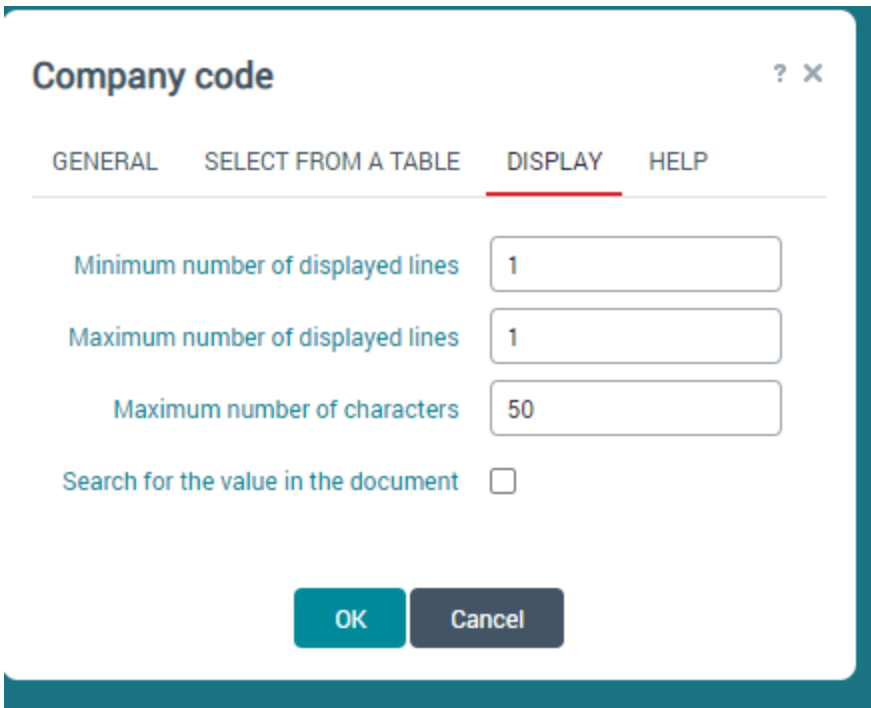 Company code
? ×
GENERAL SELECT FROM A TABLE DISPLAY HELP
Minimum number of displayed lines 1
Maximum number of displayed lines 1
Maximum number of characters 50
Search for the value in the document
OK Cancel